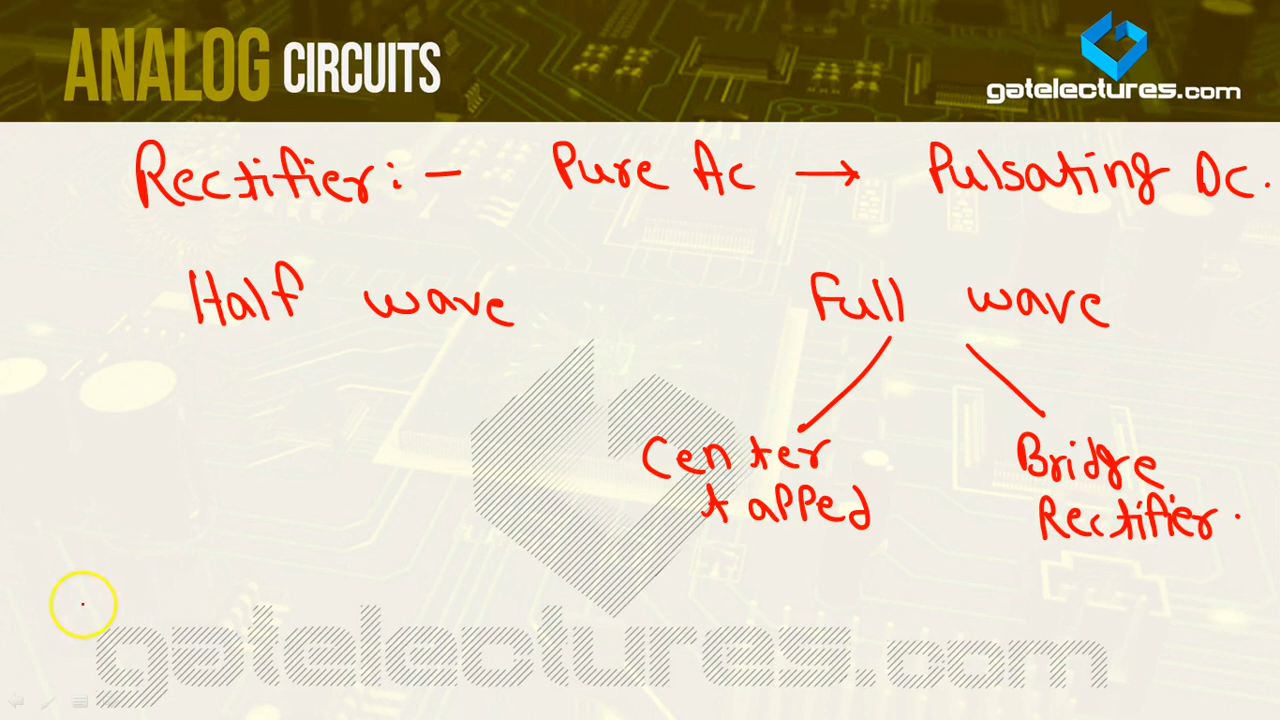 ANALOG CIRCUITS
gatelectures.com
Rectifier:- Pure Ac → Pulsating Dc.
Half wave Full wave
Center tapped
Bridge Rectifier.
gatelectures.com